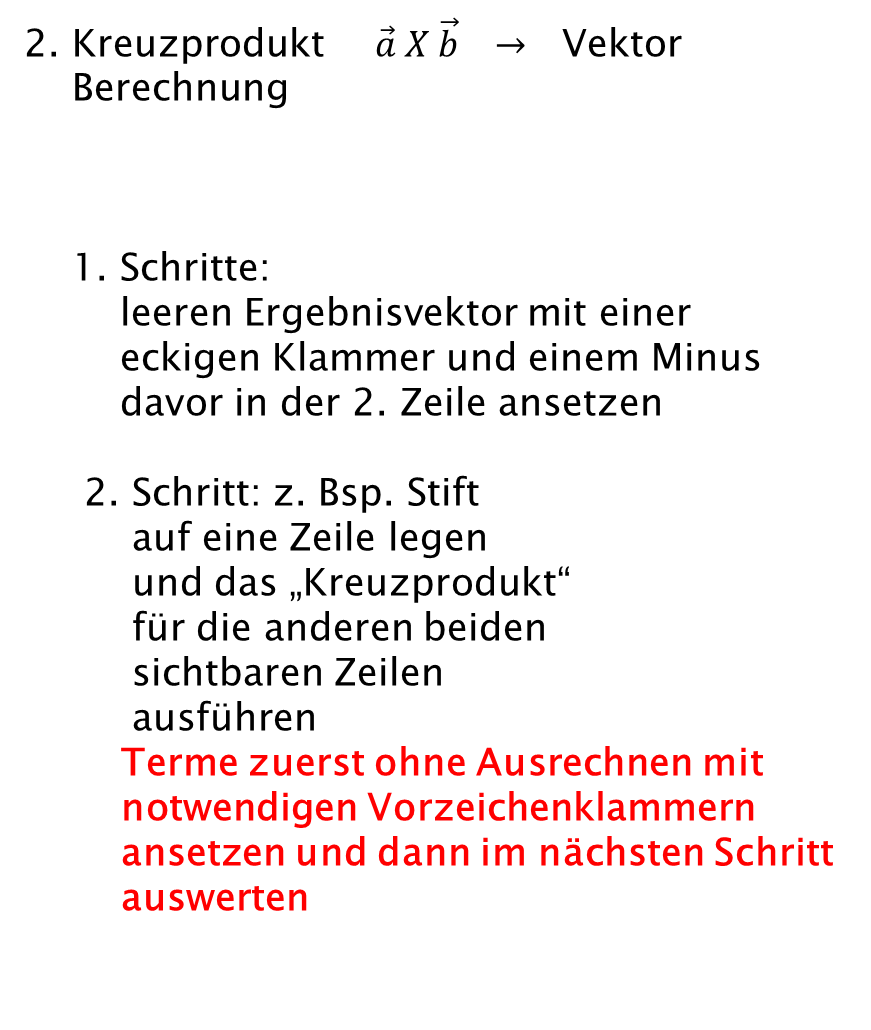 2. Kreuzprodukt a⃗ X b⃗ → Vektor
Berechnung
1. Schritte:
leeren Ergebnisvektor mit einer
eckigen Klammer und einem Minus
davor in der 2. Zeile ansetzen
2. Schritt: z. Bsp. Stift
auf eine Zeile legen
und das „Kreuzprodukt“
für die anderen beiden
sichtbaren Zeilen
ausführen
Terme zuerst ohne Ausrechnen mit
notwendigen Vorzeichenklammern
ansetzen und dann im nächsten Schritt
auswerten